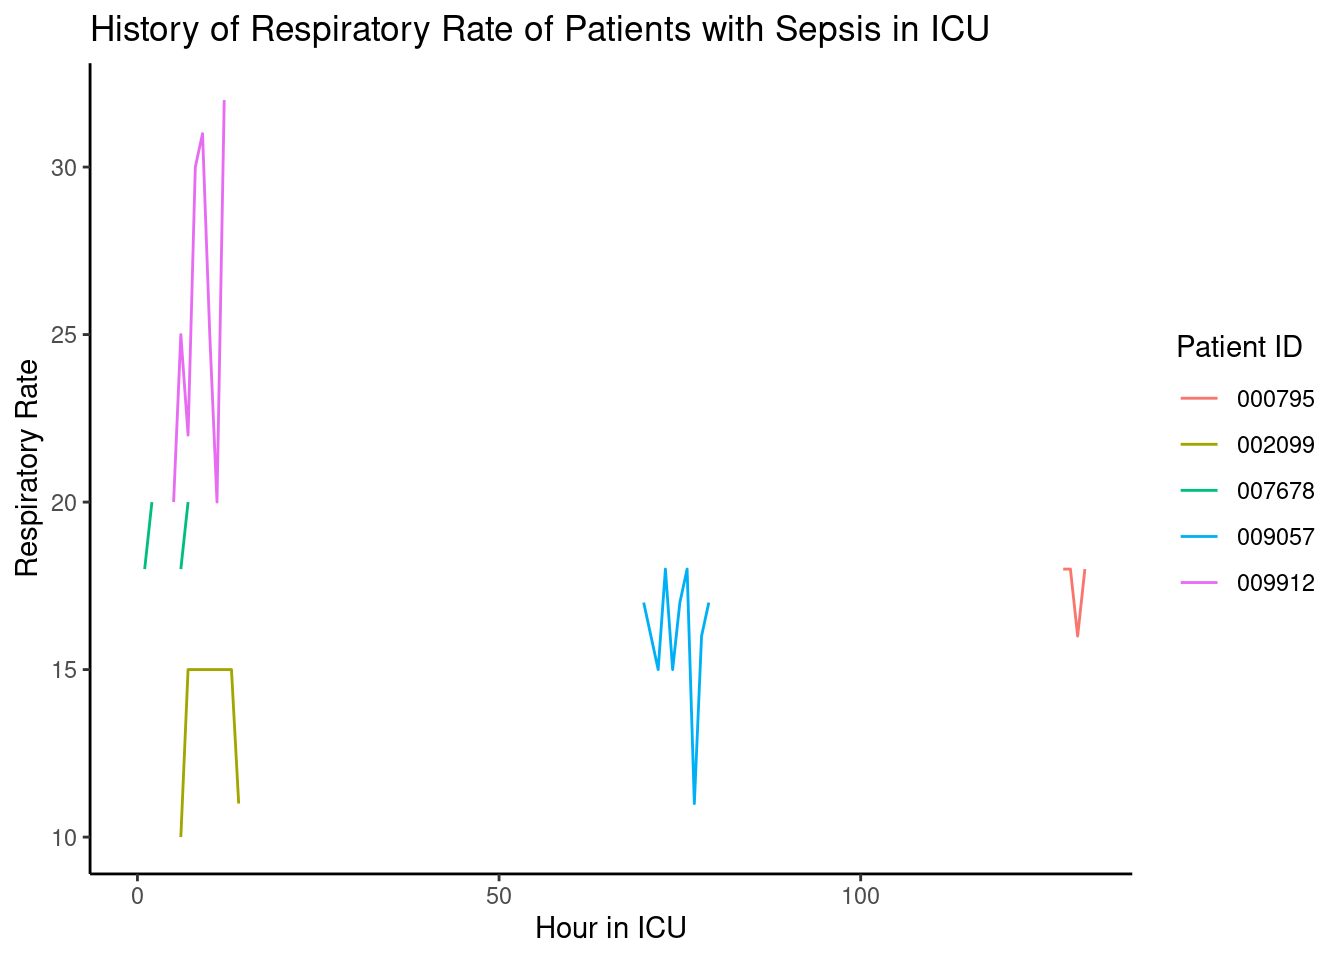 History of Respiratory Rate of Patients with Sepsis in ICU
Respiratory Rate
30
25
20
15
10
0 50 100
Hour in ICU
Patient ID
000795
002099
007678
009057
009912